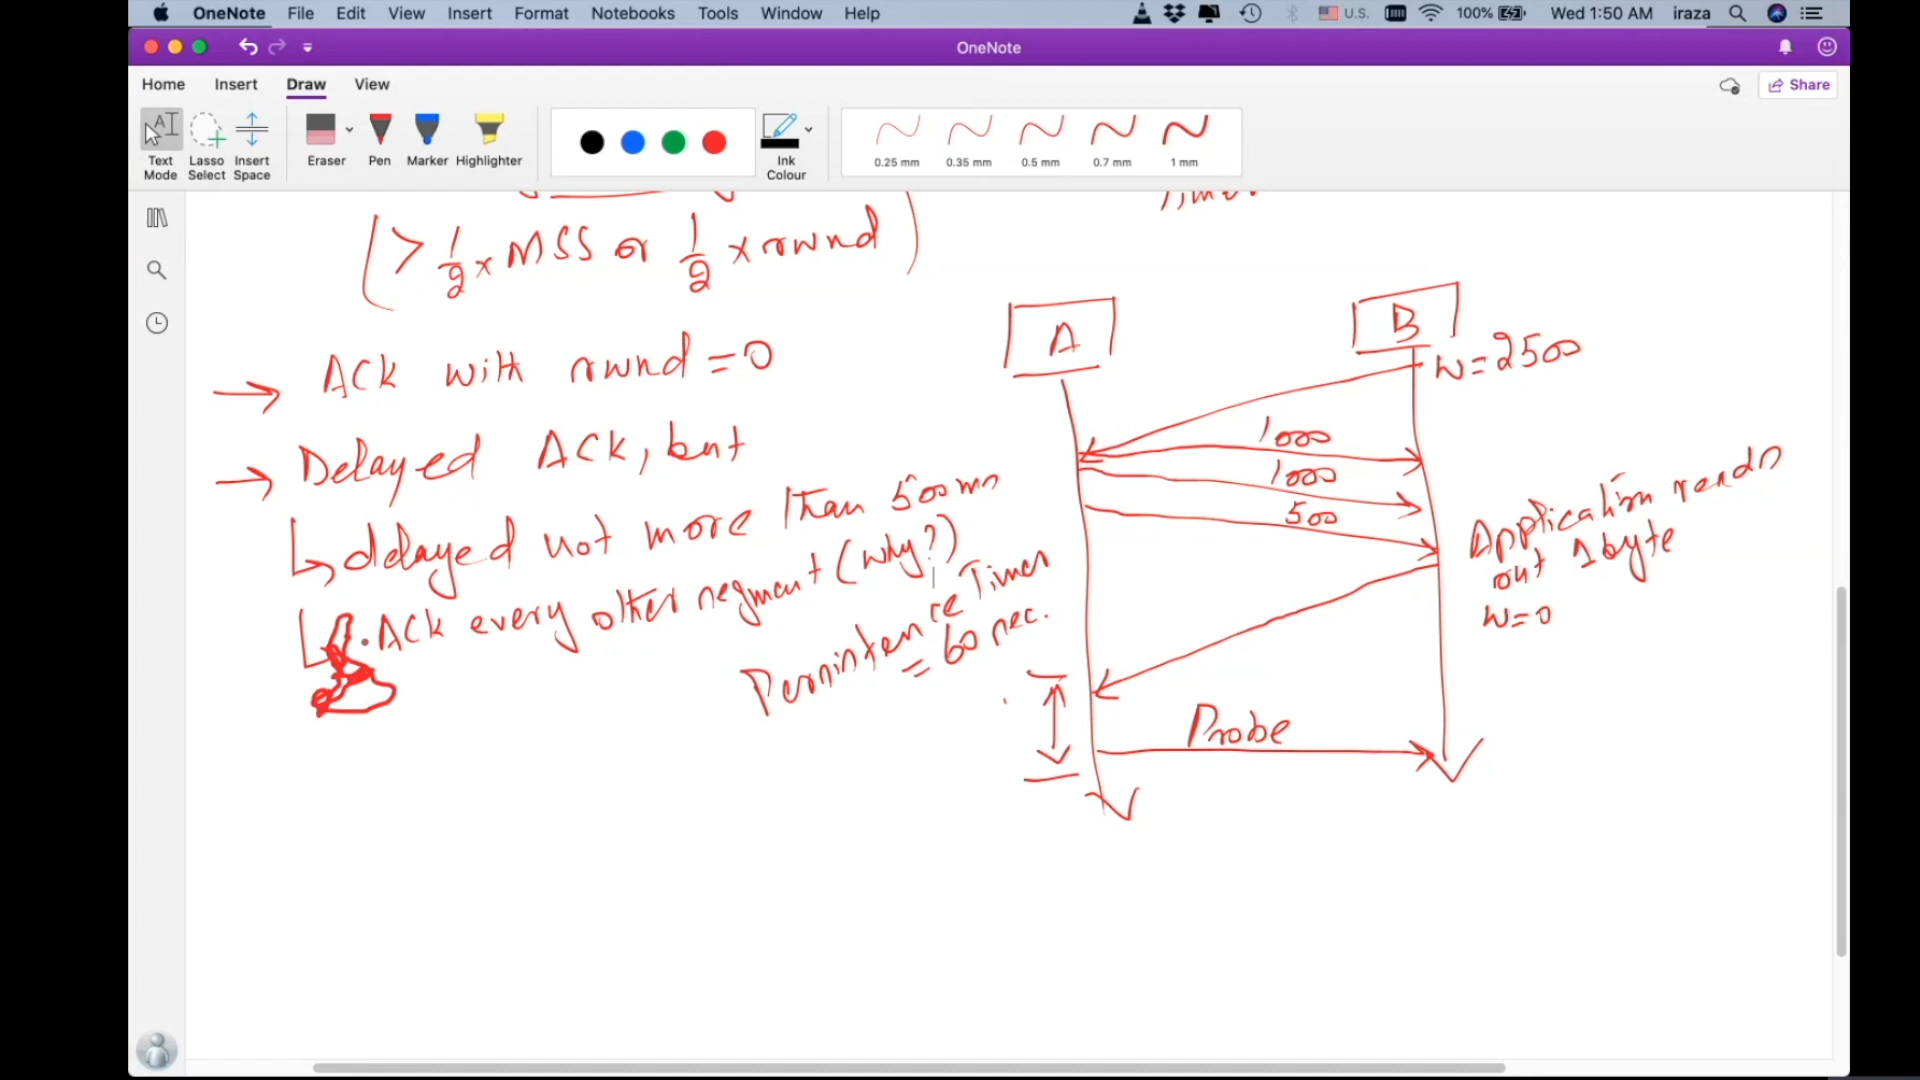 OneNote File Edit View Insert Format Notebooks Tools Window Help U.S. 100% Wed 1:50 AM iraza
OneNote
Home Insert Draw View Share
Text Mode
Lasso Select
Insert Space
Eraser
Pen
Marker
Highlighter
Ink Colour
0.25 mm 0.35 mm 0.5 mm 0.7 mm 1 mm
(> 1/2 x MSS or 1/2 x rwnd)
→ ACK with rwnd = 0
→ Delayed ACK, but
↳ delayed not more than 500ms
↳ ACK every other segment (why?)
Persistence Timer
= 60 sec.
A
B
W = 2500
1000
1000
500
Application reads
out 1 byte
W = 0
Probe